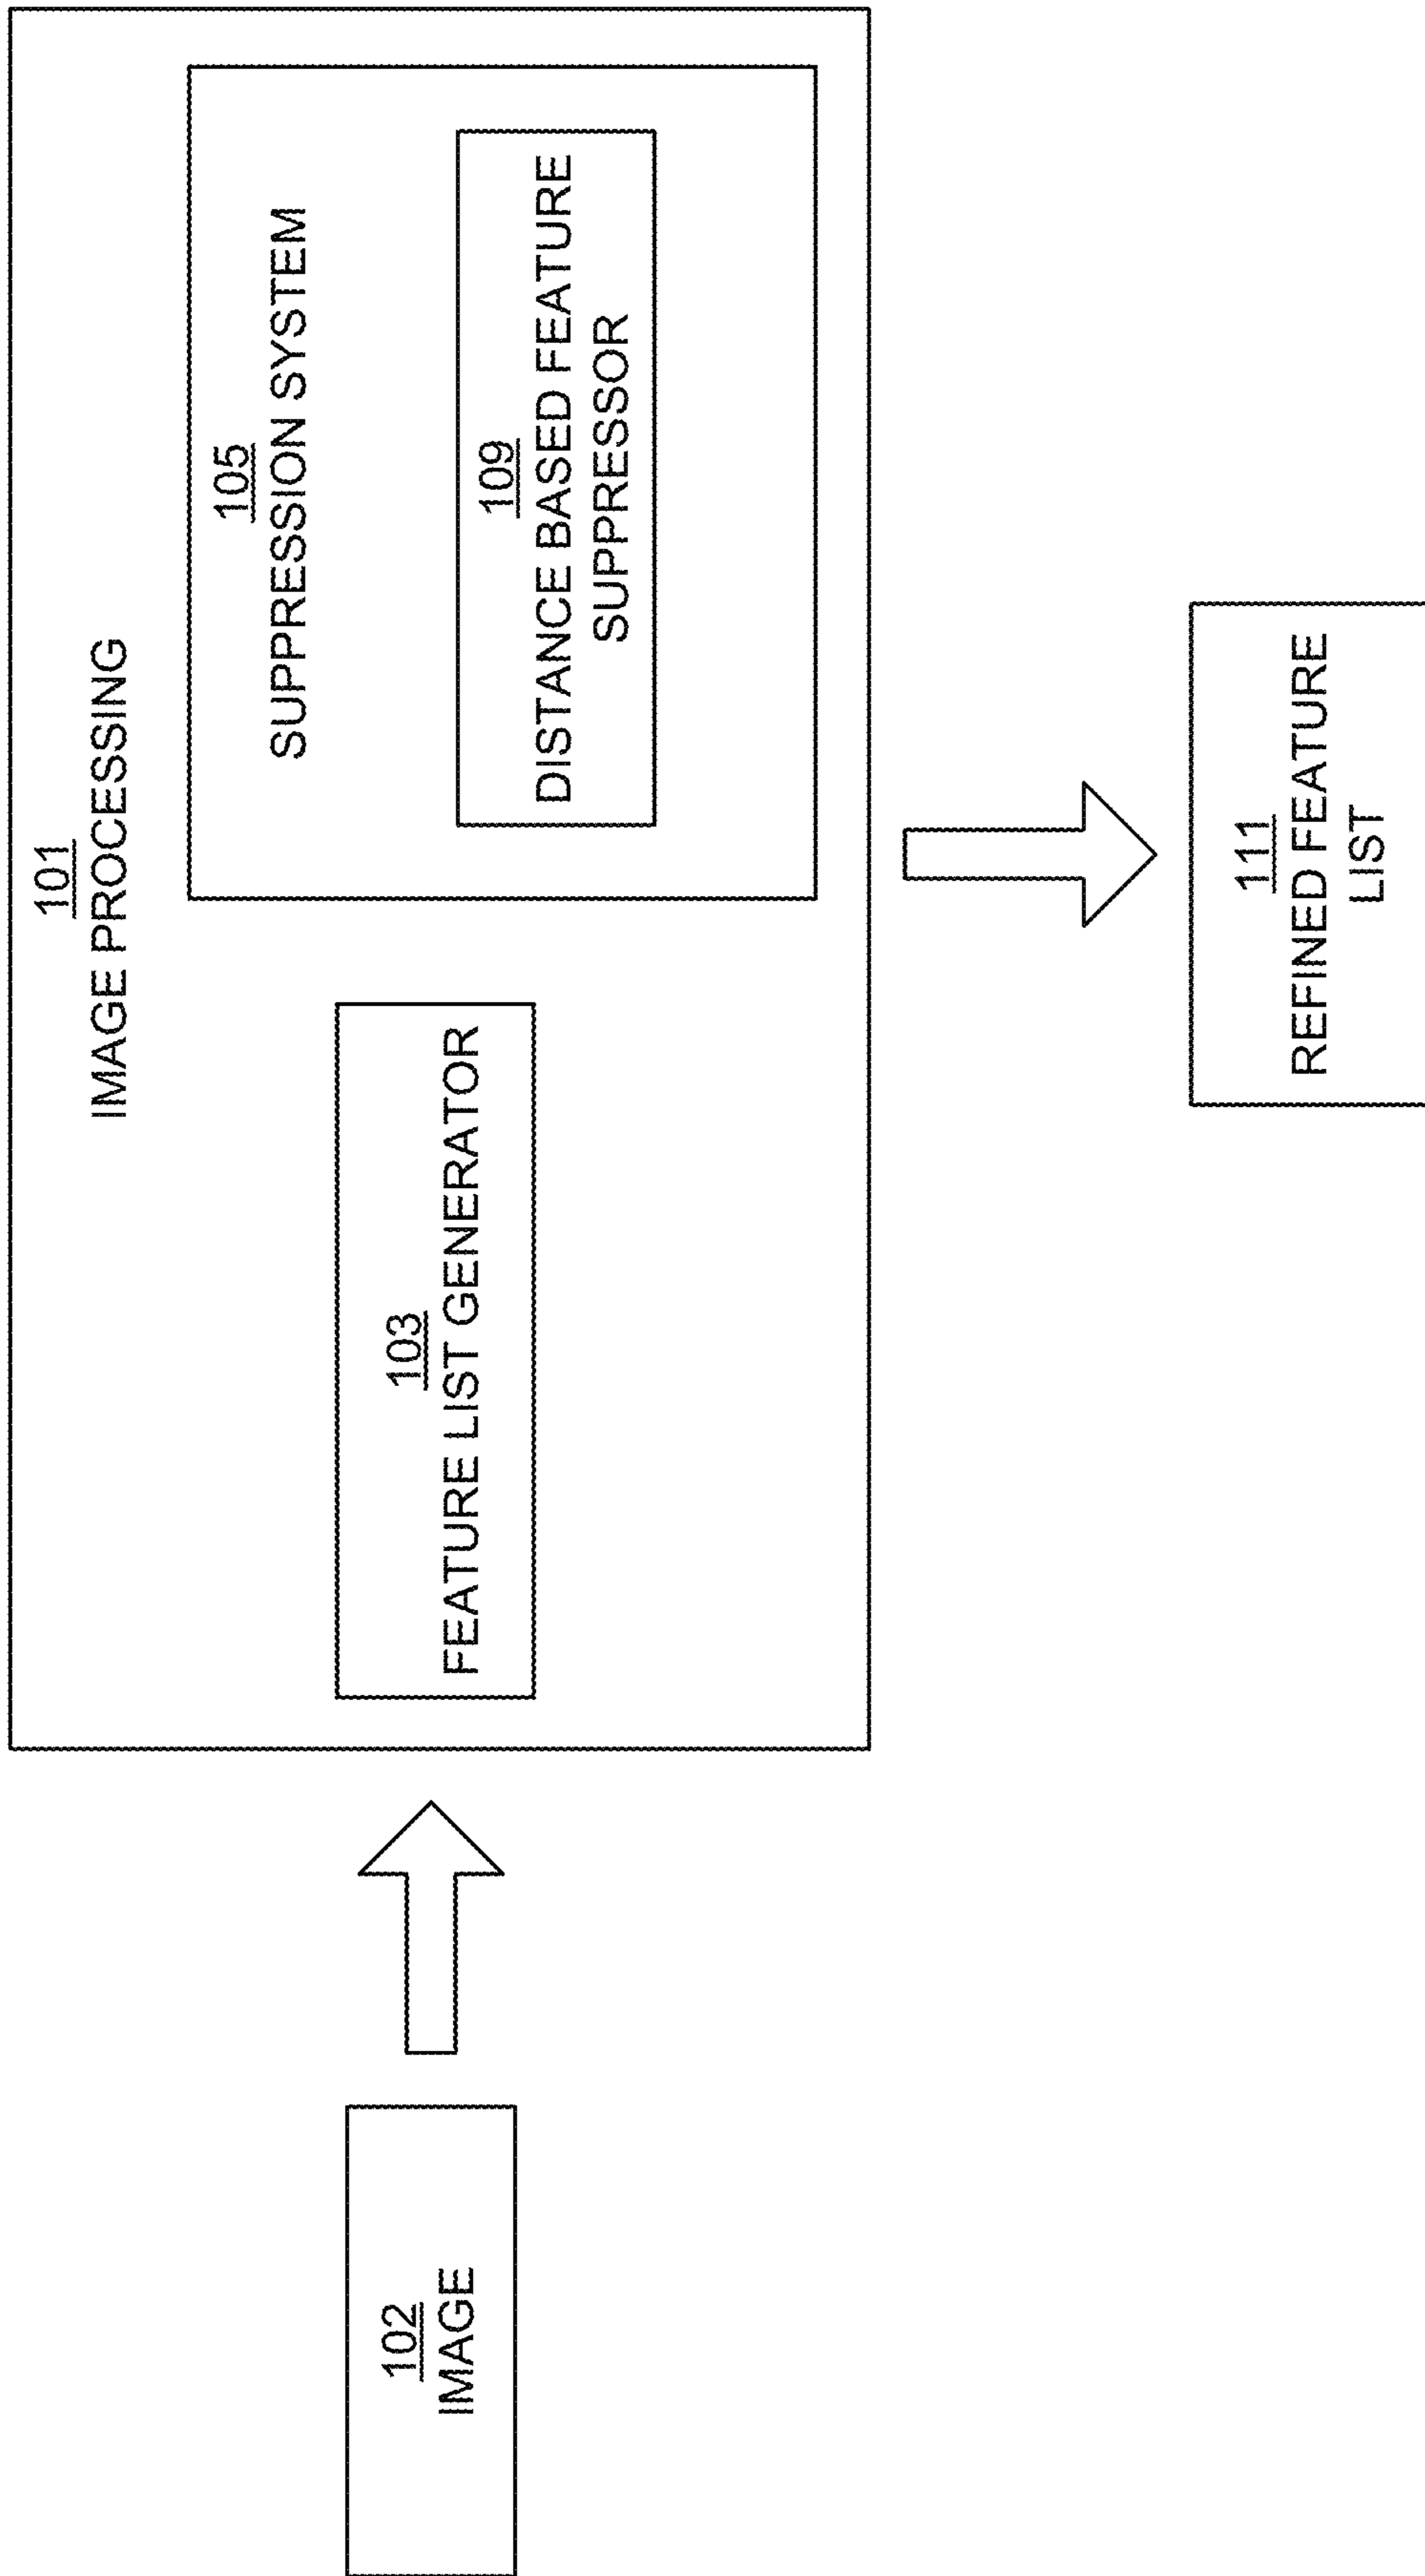 101
IMAGE PROCESSING
102
IMAGE
103
FEATURE LIST GENERATOR
105
SUPPRESSION SYSTEM
109
DISTANCE BASED FEATURE
SUPPRESSOR
111
REFINED FEATURE
LIST